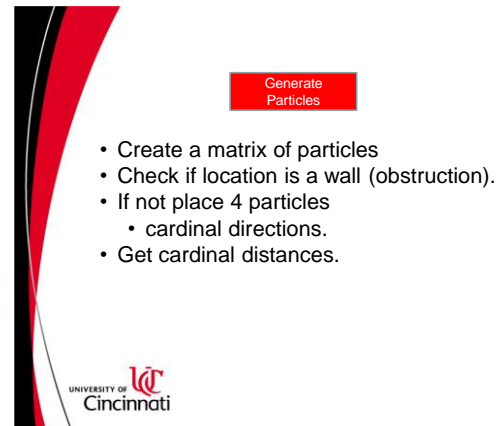 Generate
Particles
• Create a matrix of particles
• Check if location is a wall (obstruction).
• If not place 4 particles
• cardinal directions.
• Get cardinal distances.
UNIVERSITY OF UC
Cincinnati